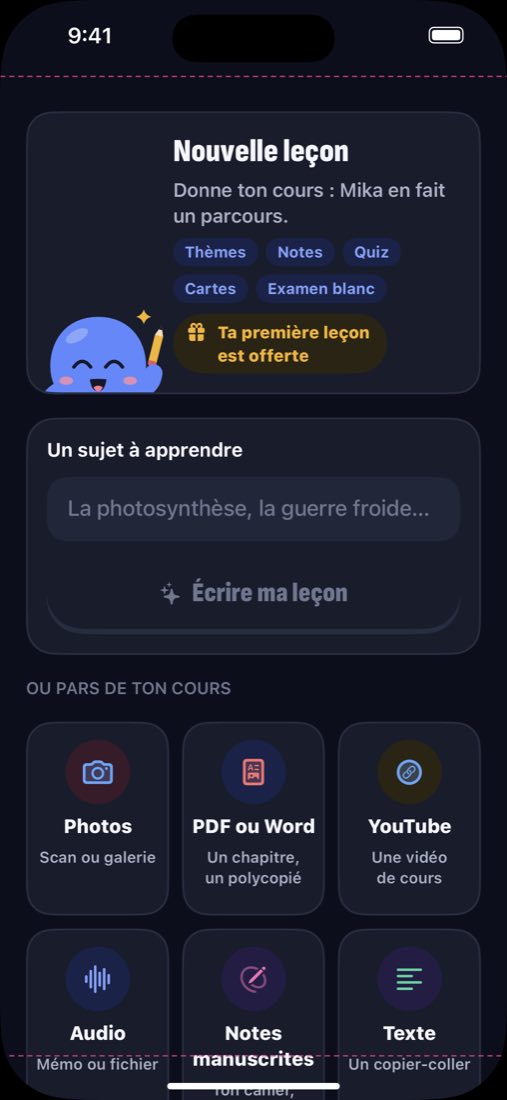 9:41
Nouvelle leçon
Donne ton cours : Mika en fait
un parcours.
Thèmes
Notes
Quiz
Cartes
Examen blanc
Ta première leçon
est offerte
Un sujet à apprendre
La photosynthèse, la guerre froide...
Écrire ma leçon
OU PARS DE TON COURS
Photos
Scan ou galerie
PDF ou Word
Un chapitre,
un polycopié
YouTube
Une vidéo
de cours
Audio
Mémo ou fichier
Notes
manuscrites
Ton cahier,
Texte
Un copier-coller